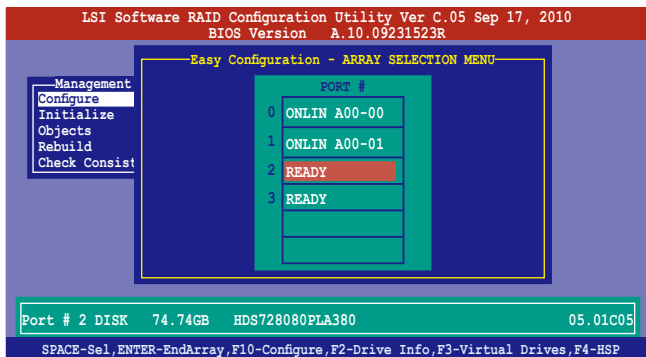 LSI Software RAID Configuration Utility Ver C.05 Sep 17, 2010
BIOS Version A.10.09231523R
Easy Configuration - ARRAY SELECTION MENU
Management
Configure
Initialize
Objects
Rebuild
Check Consist
PORT #
0 ONLIN A00-00
1 ONLIN A00-01
2 READY
3 READY
Port # 2 DISK 74.74GB HDS728080PLA380 05.01C05
SPACE-Sel,ENTER-EndArray,F10-Configure,F2-Drive Info,F3-Virtual Drives,F4-HSP